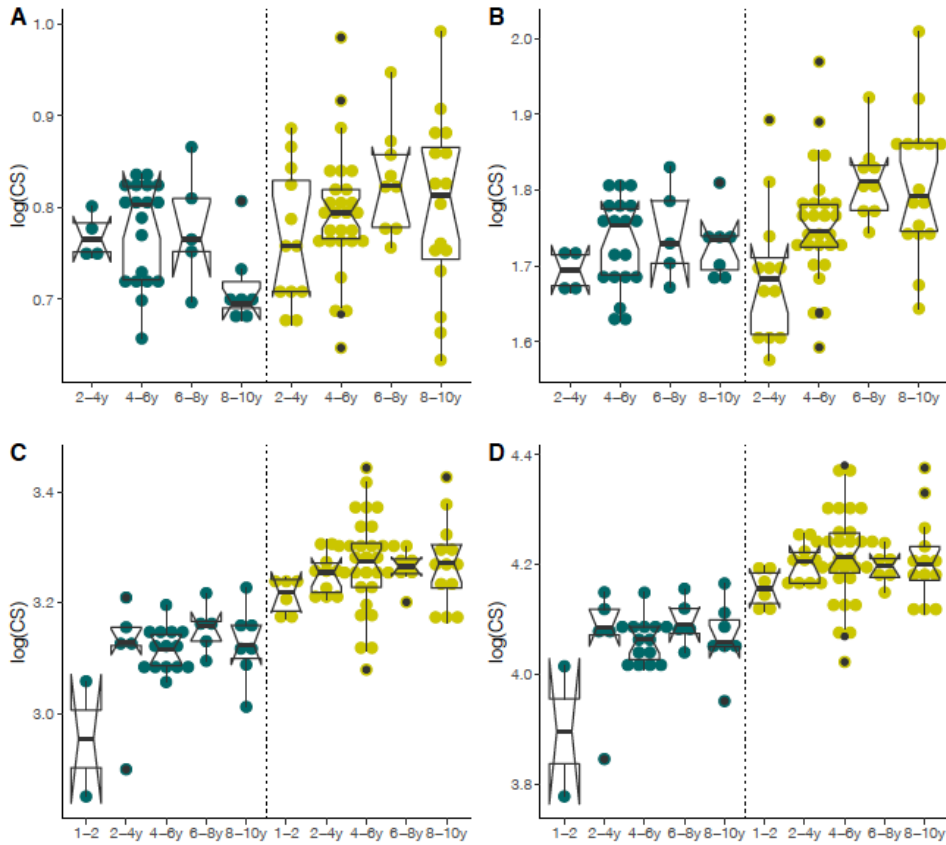 A
B
1.0
0.9
0.8
0.7
log(CS)
2–4y 4–6y 6–8y 8–10y 2–4y 4–6y 6–8y 8–10y
2.0
1.9
1.8
1.7
1.6
log(CS)
2–4y 4–6y 6–8y 8–10y 2–4y 4–6y 6–8y 8–10y
C
D
3.4
3.2
3.0
log(CS)
1–2 2–4y 4–6y 6–8y 8–10y 1–2 2–4y 4–6y 6–8y 8–10y
4.4
4.2
4.0
3.8
log(CS)
1–2 2–4y 4–6y 6–8y 8–10y 1–2 2–4y 4–6y 6–8y 8–10y